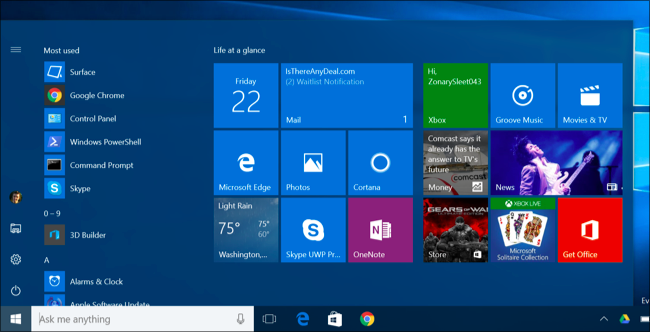 Most used
Surface
Google Chrome
Control Panel
Windows PowerShell
Command Prompt
Skype
0 – 9
3D Builder
A
Alarms & Clock
Apple Software Update
Life at a glance
Friday
22
IsThereAnyDeal.com
(2) Waitlist Notification
Mail
1
Microsoft Edge
Photos
Cortana
Light Rain
75°
75°
60°
Washington,...
Skype UWP Pr...
OneNote
Hi,
ZonarySleet043
Xbox
Groove Music
Movies & TV
Comcast says it
already has the
answer to TV's
future
comcast
Money
News
GEARS OF WAR
Store
XBOX LIVE
Microsoft
Solitaire Collection
Get Office
Ask me anything